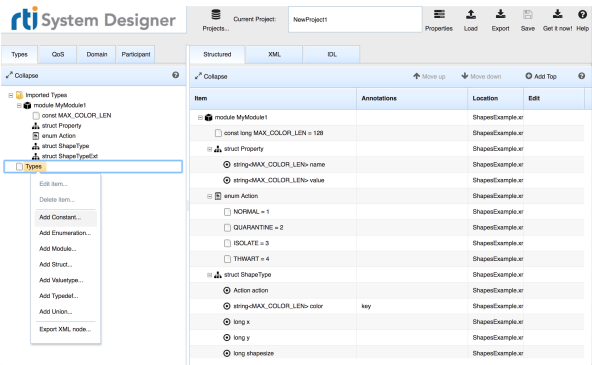 rti System Designer
Projects...
Current Project:
NewProject1
Properties
Load
Export
Save
Get it now!
Help
Types
QoS
Domain
Participant
Collapse
Imported Types
module MyModule1
const MAX_COLOR_LEN
struct Property
enum Action
struct ShapeType
struct ShapeTypeExt
Types
Edit item...
Delete item...
Add Constant...
Add Enumeration...
Add Module...
Add Struct...
Add Valuetype...
Add Typedef...
Add Union...
Export XML node...
Structured
XML
IDL
Collapse
Move up
Move down
Add Top
Item Annotations Location Edit
module MyModule1 ShapesExample.xr
const long MAX_COLOR_LEN = 128 ShapesExample.xr
struct Property ShapesExample.xr
string<MAX_COLOR_LEN> name ShapesExample.xr
string<MAX_COLOR_LEN> value ShapesExample.xr
enum Action ShapesExample.xr
NORMAL = 1 ShapesExample.xr
QUARANTINE = 2 ShapesExample.xr
ISOLATE = 3 ShapesExample.xr
THWART = 4 ShapesExample.xr
struct ShapeType ShapesExample.xr
Action action ShapesExample.xr
string<MAX_COLOR_LEN> color key ShapesExample.xr
long x ShapesExample.xr
long y ShapesExample.xr
long shapesize ShapesExample.xr